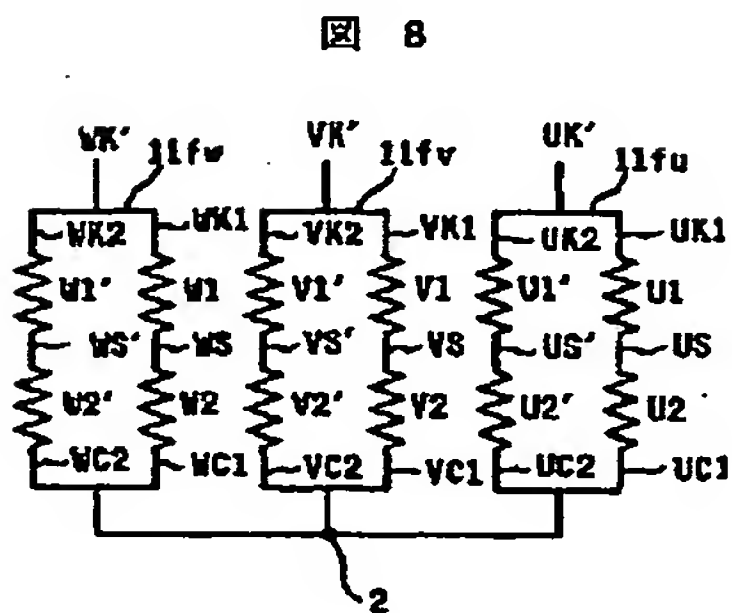 図 8
WK' 11fw VK' 11fv UK' 11fu
WK2 WK1 VK2 VK1 UK2 UK1
W1' W1 V1' V1 U1' U1
WS' WS VS' VS US' US
W2' W2 V2' V2 U2' U2
WC2 WC1 VC2 VC1 UC2 UC1
2